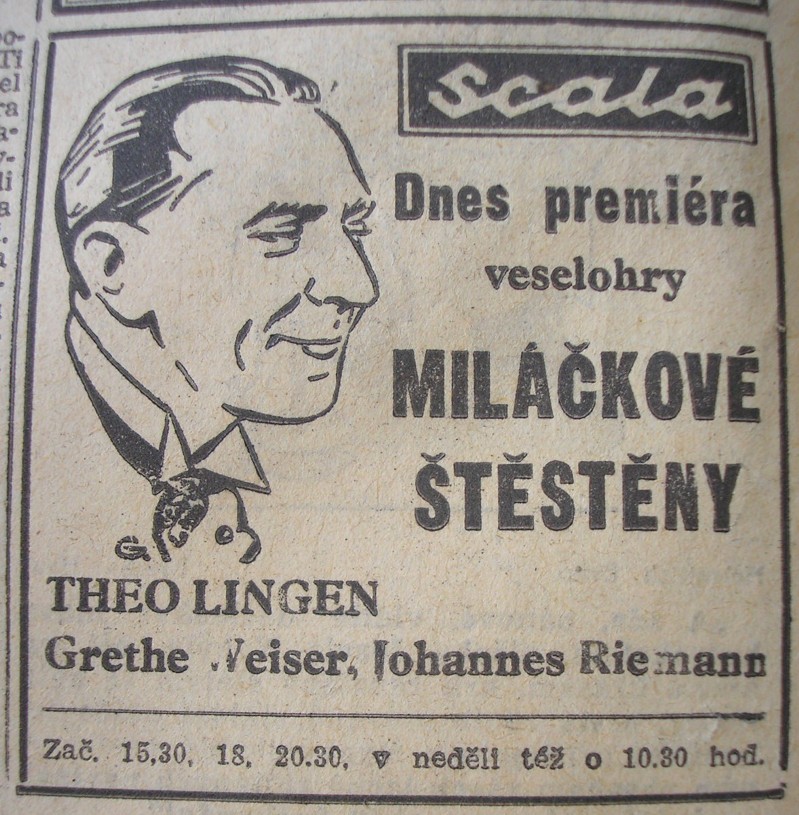 Scala
Dnes premiéra
veselohry
MILÁČKOVÉ
ŠTĚSTĚNY
THEO LINGEN
Grethe Weiser, Johannes Riemann
Zač. 15,30, 18, 20.30, v neděli též o 10.30 hod.